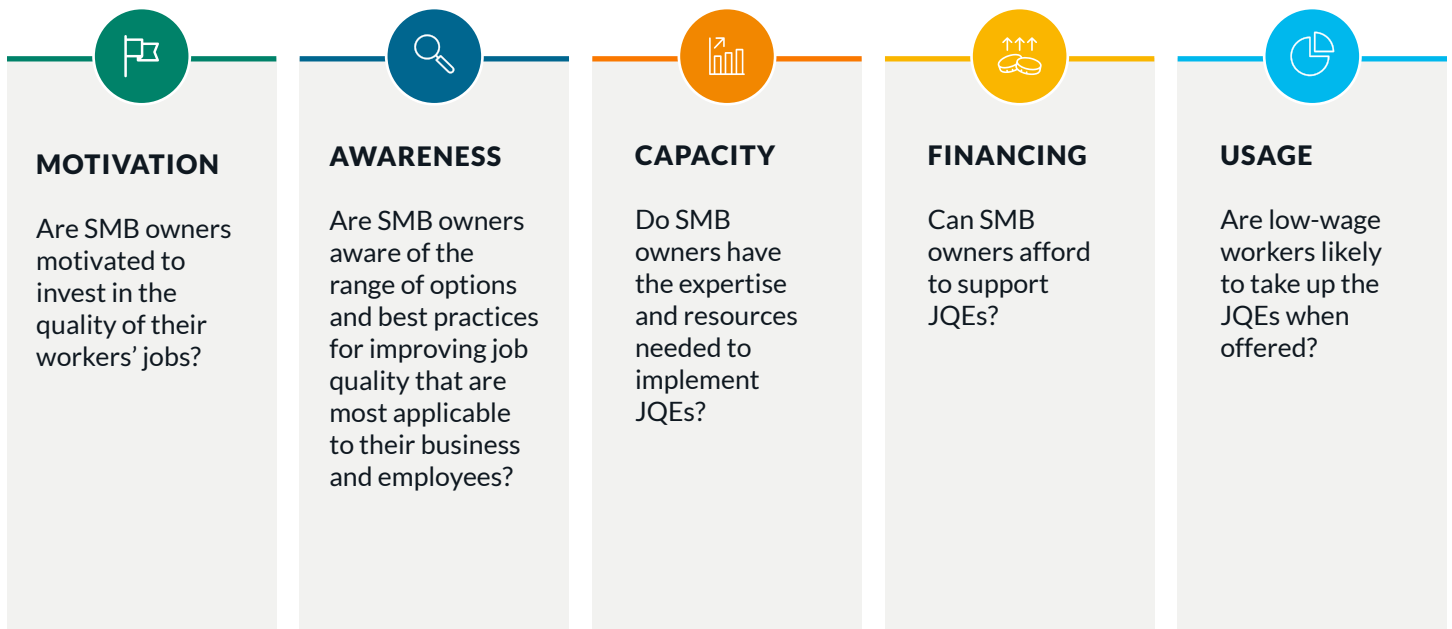 MOTIVATION
Are SMB owners
motivated to
invest in the
quality of their
workers’ jobs?
AWARENESS
Are SMB owners
aware of the
range of options
and best practices
for improving job
quality that are
most applicable
to their business
and employees?
CAPACITY
Do SMB
owners have
the expertise
and resources
needed to
implement
JQEs?
FINANCING
Can SMB
owners afford
to support
JQEs?
USAGE
Are low-wage
workers likely
to take up the
JQEs when
offered?